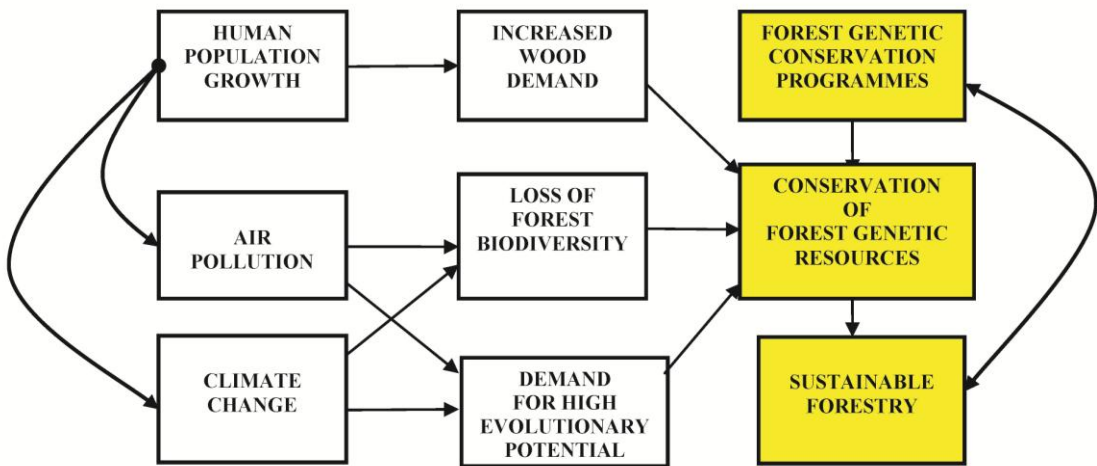 HUMAN
POPULATION
GROWTH
INCREASED
WOOD
DEMAND
FOREST GENETIC
CONSERVATION
PROGRAMMES
AIR
POLLUTION
LOSS OF
FOREST
BIODIVERSITY
CONSERVATION
OF
FOREST GENETIC
RESOURCES
CLIMATE
CHANGE
DEMAND
FOR HIGH
EVOLUTIONARY
POTENTIAL
SUSTAINABLE
FORESTRY